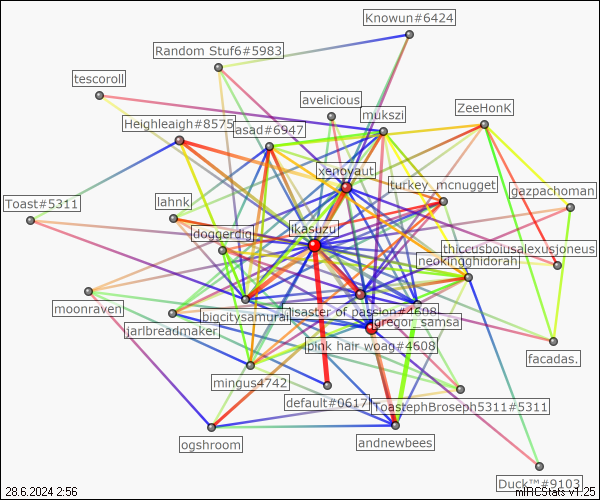 Knowun#6424
Random Stuf6#5983
tescoroll
avelicious
mukszi
ZeeHonK
Heighleaigh#8575
asad#6947
xenovaut
turkey_mcnugget
gazpachoman
Toast#5311
lahnk
ikasuzu
doggerdig
thiccusbousalexusjoneus
neokingghidorah
moonraven
bigcitysamurai
disaster of passion#4608
jarlbreadmaker
gregor_samsa
pink hair woag#4608
facadas.
mingus4742
default#0617
ToastephBroseph5311#5311
ogshroom
andnewbees
Duck™#9103
28.6.2024 2:56
mIRCStats v1.25